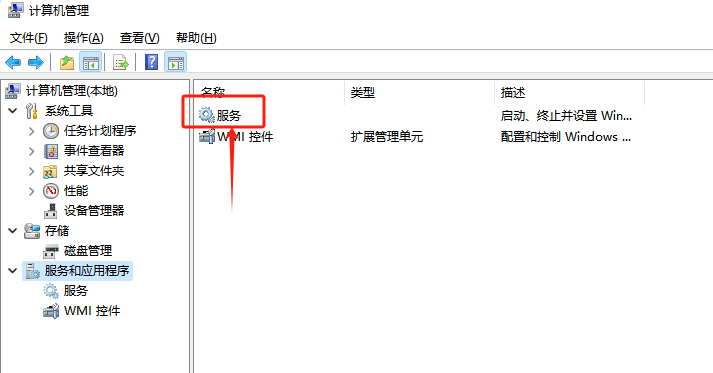 计算机管理
文件(F) 操作(A) 查看(V) 帮助(H)
计算机管理(本地)
系统工具
任务计划程序
事件查看器
共享文件夹
性能
设备管理器
存储
磁盘管理
服务和应用程序
服务
WMI 控件
名称 类型 描述
服务 启动、终止并设置 Win...
WMI 控件 扩展管理单元 配置和控制 Windows ...